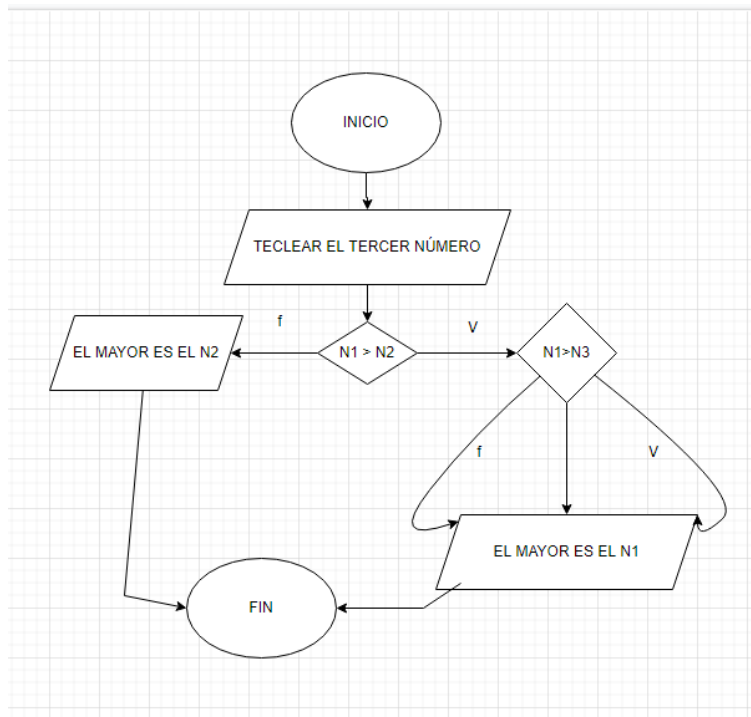 INICIO
TECLEAR EL TERCER NÚMERO
f
V
EL MAYOR ES EL N2
N1 > N2
N1>N3
f
V
EL MAYOR ES EL N1
FIN